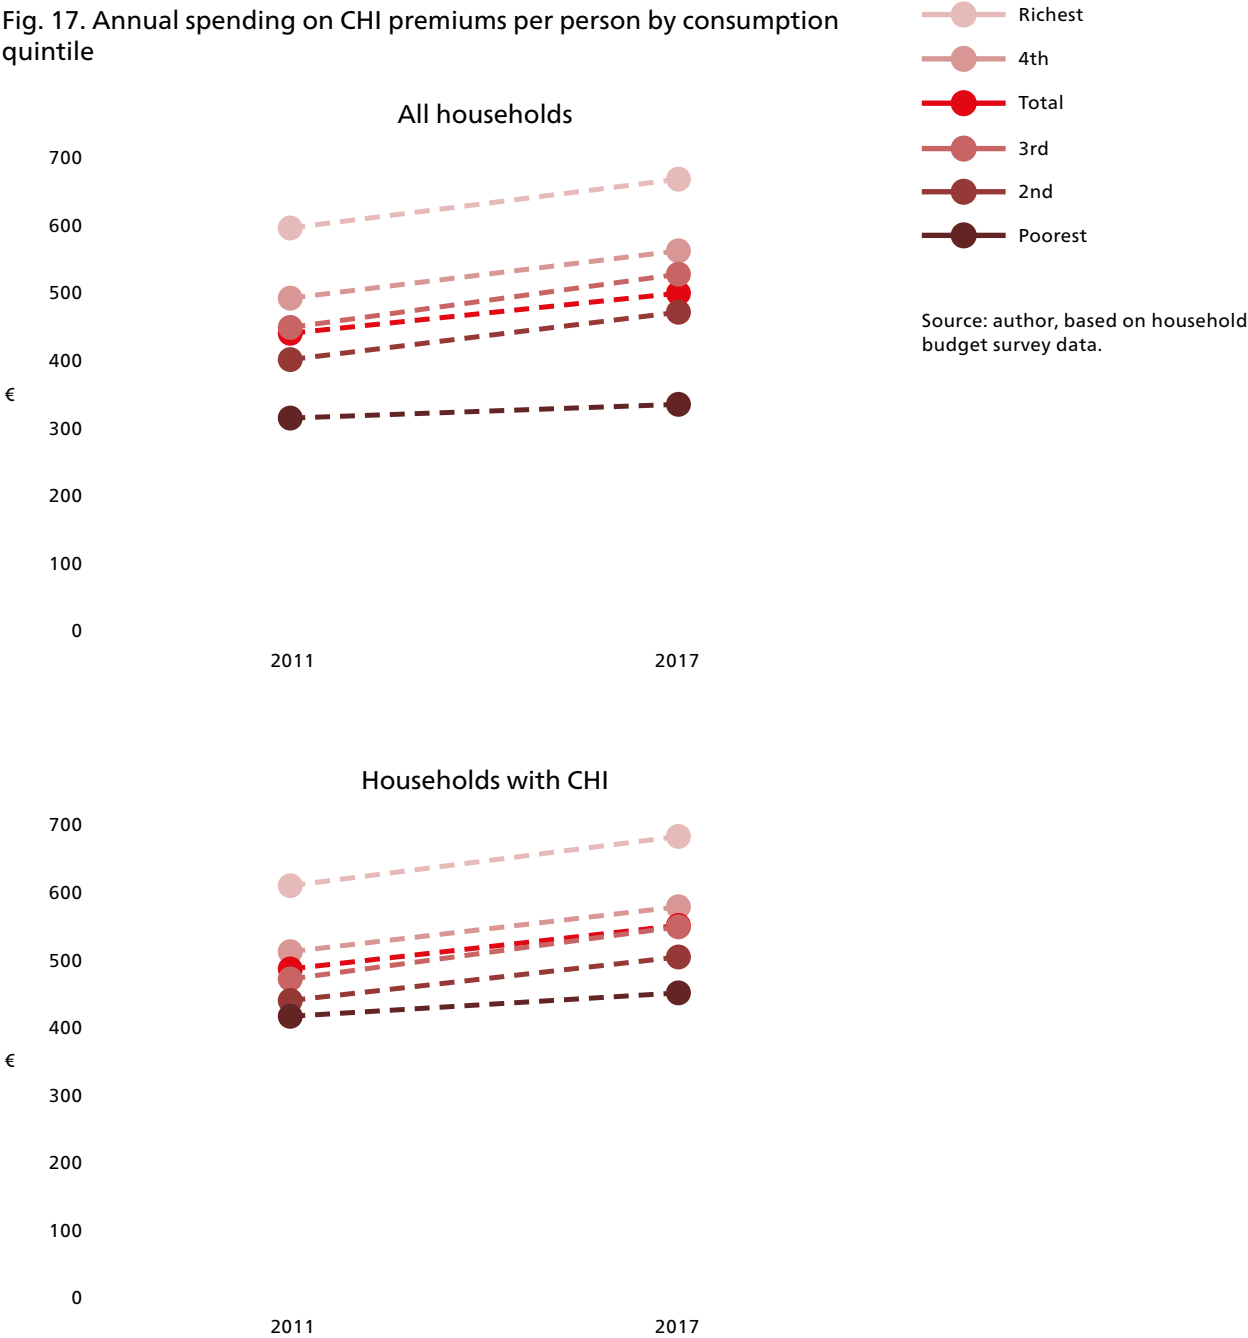 Fig. 17. Annual spending on CHI premiums per person by consumption
quintile
Richest
4th
Total
3rd
2nd
Poorest
Source: author, based on household
budget survey data.
All households
700
600
500
400
€
300
200
100
0
2011 2017
Households with CHI
700
600
500
400
€
300
200
100
0
2011 2017